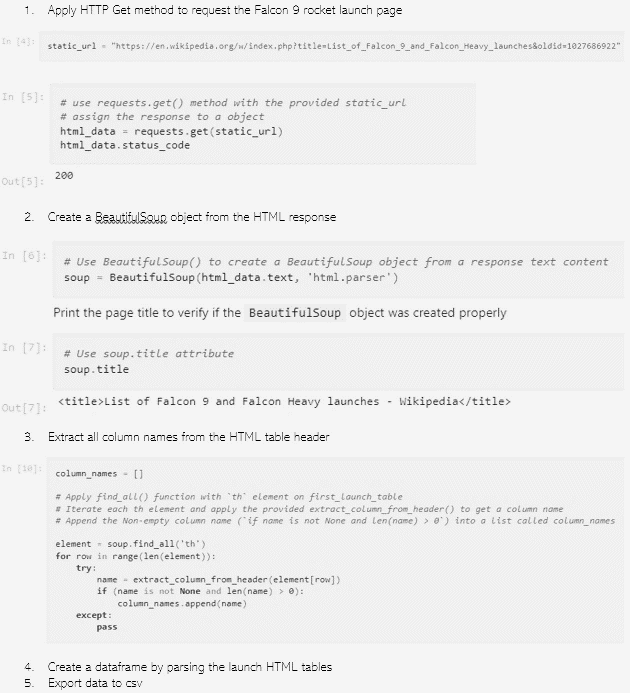 1. Apply HTTP Get method to request the Falcon 9 rocket launch page
In [4]: static_url = "https://en.wikipedia.org/w/index.php?title=List_of_Falcon_9_and_Falcon_Heavy_launches&oldid=1027686922"
In [5]:
# use requests.get() method with the provided static_url
# assign the response to a object
html_data = requests.get(static_url)
html_data.status_code
Out[5]: 200
2. Create a BeautifulSoup object from the HTML response
In [6]:
# Use BeautifulSoup() to create a BeautifulSoup object from a response text content
soup = BeautifulSoup(html_data.text, 'html.parser')
Print the page title to verify if the BeautifulSoup object was created properly
In [7]:
# Use soup.title attribute
soup.title
Out[7]: <title>List of Falcon 9 and Falcon Heavy launches - Wikipedia</title>
3. Extract all column names from the HTML table header
In [10]:
column_names = []
# Apply find_all() function with `th` element on first_launch_table
# Iterate each th element and apply the provided extract_column_from_header() to get a column name
# Append the Non-empty column name (`if name is not None and len(name) > 0`) into a list called column_names
element = soup.find_all('th')
for row in range(len(element)):
try:
name = extract_column_from_header(element[row])
if (name is not None and len(name) > 0):
column_names.append(name)
except:
pass
4. Create a dataframe by parsing the launch HTML tables
5. Export data to csv